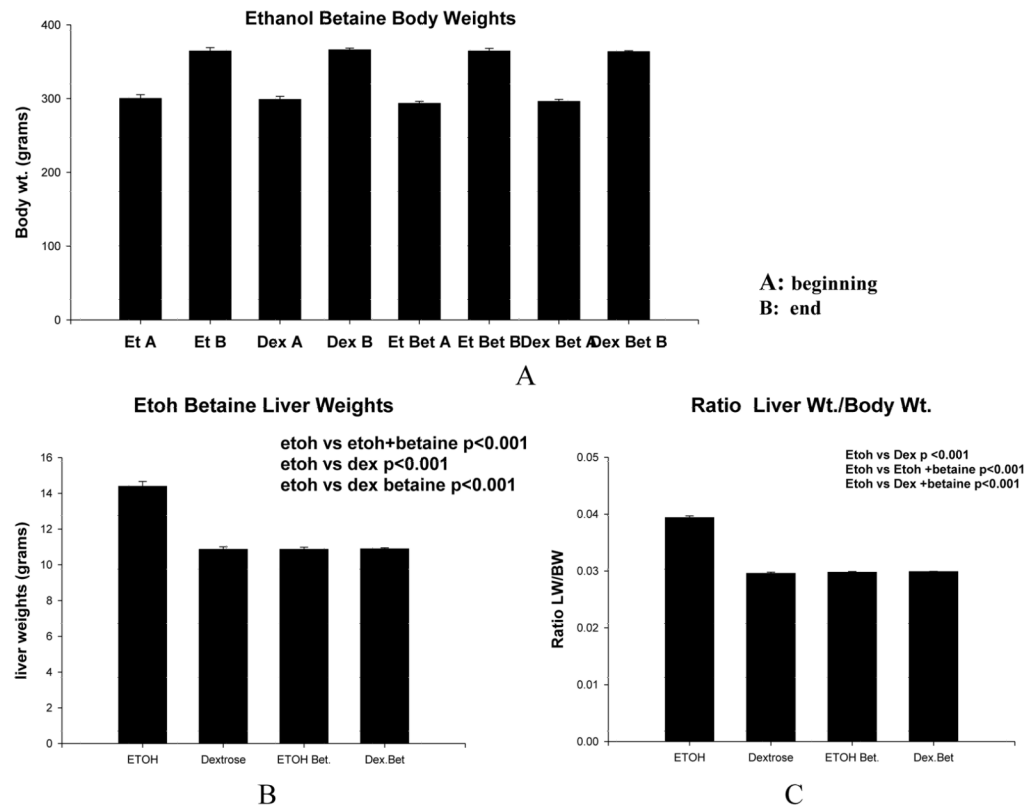 Ethanol Betaine Body Weights
400
300
200
100
0
Body wt. (grams)
Et A Et B Dex A Dex B Et Bet A Et Bet B Dex Bet A Dex Bet B
A: beginning
B: end
A
Etoh Betaine Liver Weights
etoh vs etoh+betaine p<0.001
etoh vs dex p<0.001
etoh vs dex betaine p<0.001
16
14
12
10
8
6
4
2
0
liver weights (grams)
ETOH Dextrose ETOH Bet. Dex.Bet
B
Ratio Liver Wt./Body Wt.
Etoh vs Dex p <0.001
Etoh vs Etoh +betaine p<0.001
Etoh vs Dex +betaine p<0.001
0.05
0.04
0.03
0.02
0.01
0.00
Ratio LW/BW
ETOH Dextrose ETOH Bet. Dex.Bet
C